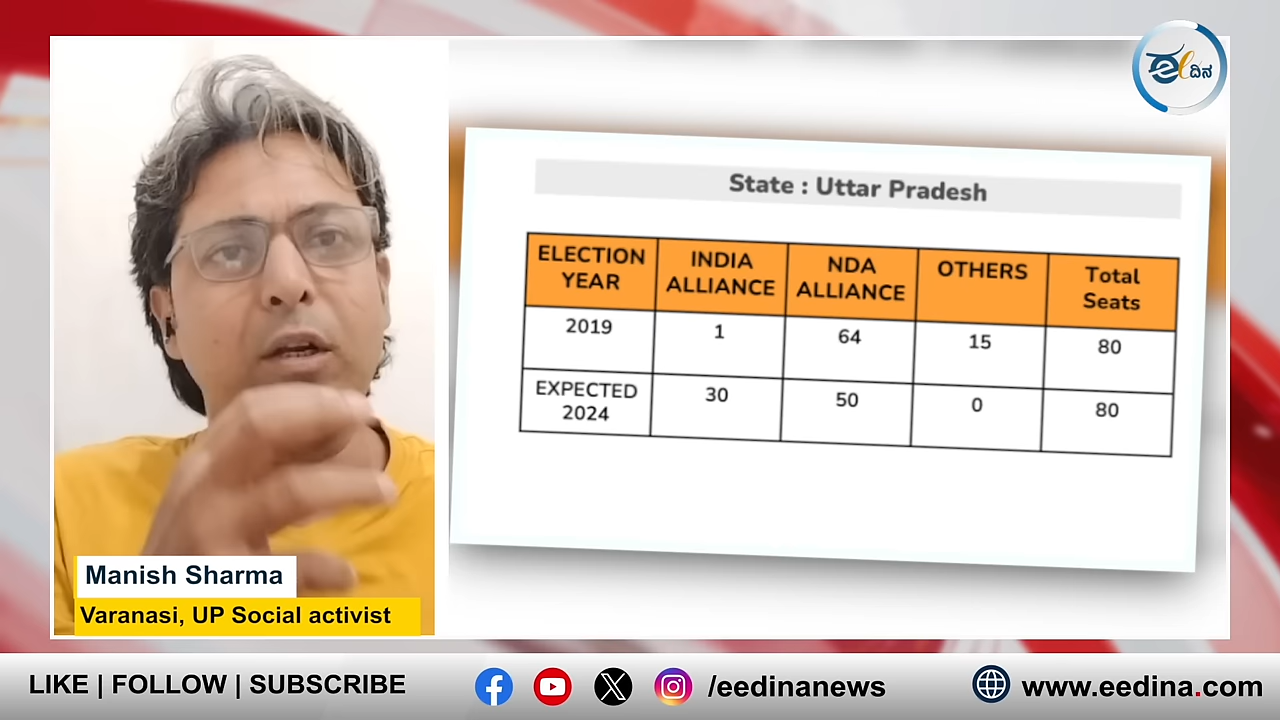 ಈ ದಿನ
State : Uttar Pradesh
ELECTION YEAR | INDIA ALLIANCE | NDA ALLIANCE | OTHERS | Total Seats
2019 | 1 | 64 | 15 | 80
EXPECTED 2024 | 30 | 50 | 0 | 80
Manish Sharma
Varanasi, UP Social activist
LIKE | FOLLOW | SUBSCRIBE
/eedinanews
www.eedina.com